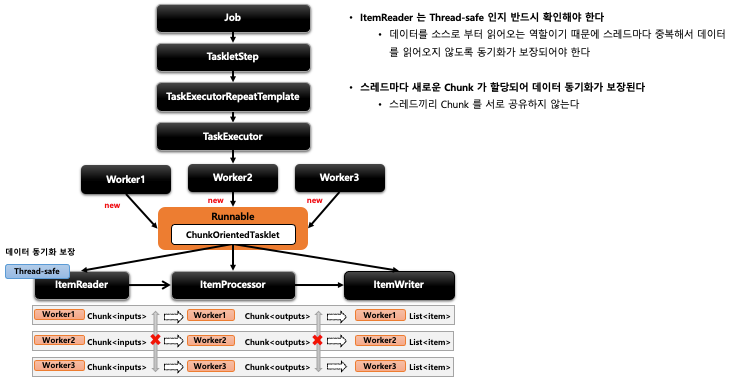 Job
TaskletStep
TaskExecutorRepeatTemplate
TaskExecutor
Worker1
Worker2
Worker3
new
new
new
Runnable
ChunkOrientedTasklet
데이터 동기화 보장
Thread-safe
ItemReader
ItemProcessor
ItemWriter
Worker1 Chunk<inputs> Worker1 Chunk<outputs> Worker1 List<item>
Worker2 Chunk<inputs> Worker2 Chunk<outputs> Worker2 List<item>
Worker3 Chunk<inputs> Worker3 Chunk<outputs> Worker3 List<item>
• ItemReader 는 Thread-safe 인지 반드시 확인해야 한다
• 데이터를 소스로 부터 읽어오는 역할이기 때문에 스레드마다 중복해서 데이터
를 읽어오지 않도록 동기화가 보장되어야 한다
• 스레드마다 새로운 Chunk 가 할당되어 데이터 동기화가 보장된다
• 스레드끼리 Chunk 를 서로 공유하지 않는다